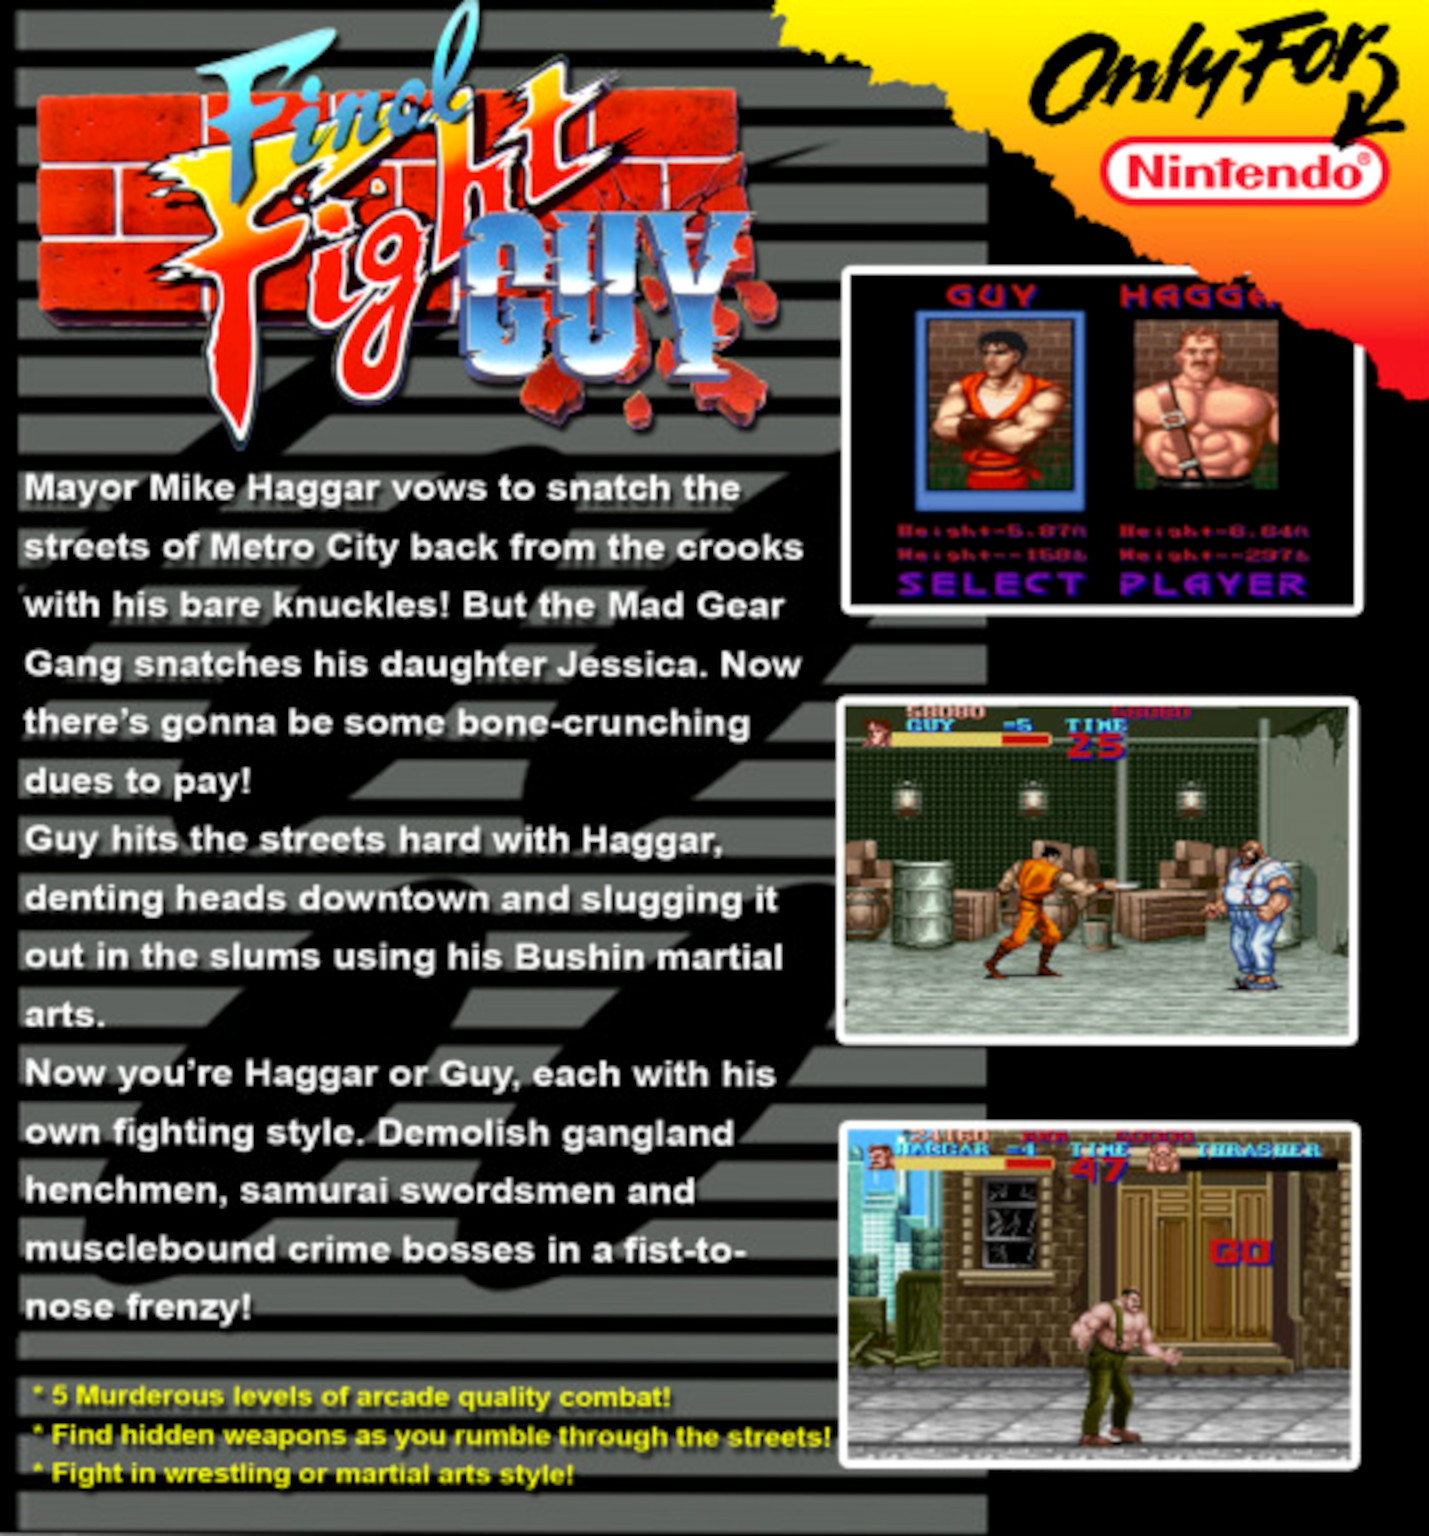 Final
Fight
GUY
Only For
Nintendo®
GUY
SELECT PLAYER
Mayor Mike Haggar vows to snatch the
streets of Metro City back from the crooks
with his bare knuckles! But the Mad Gear
Gang snatches his daughter Jessica. Now
there's gonna be some bone-crunching
dues to pay!
Guy hits the streets hard with Haggar,
denting heads downtown and slugging it
out in the slums using his Bushin martial
arts.
Now you're Haggar or Guy, each with his
own fighting style. Demolish gangland
henchmen, samurai swordsmen and
musclebound crime bosses in a fist-to-
nose frenzy!
* 5 Murderous levels of arcade quality combat!
* Find hidden weapons as you rumble through the streets!
* Fight in wrestling or martial arts style!
58080 58080
GUY =5 TIME
25
HAGGAR TIME THRASHER
47
GO